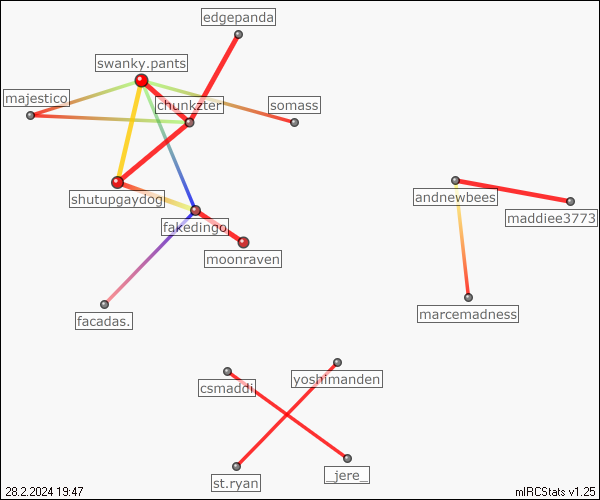 edgepanda
swanky.pants
majestico
chunkzter
somass
shutupgaydog
andnewbees
maddiee3773
fakedingo
moonraven
facadas.
marcemadness
yoshimanden
csmaddi
_jere_
st.ryan
28.2.2024 19:47
mIRCStats v1.25